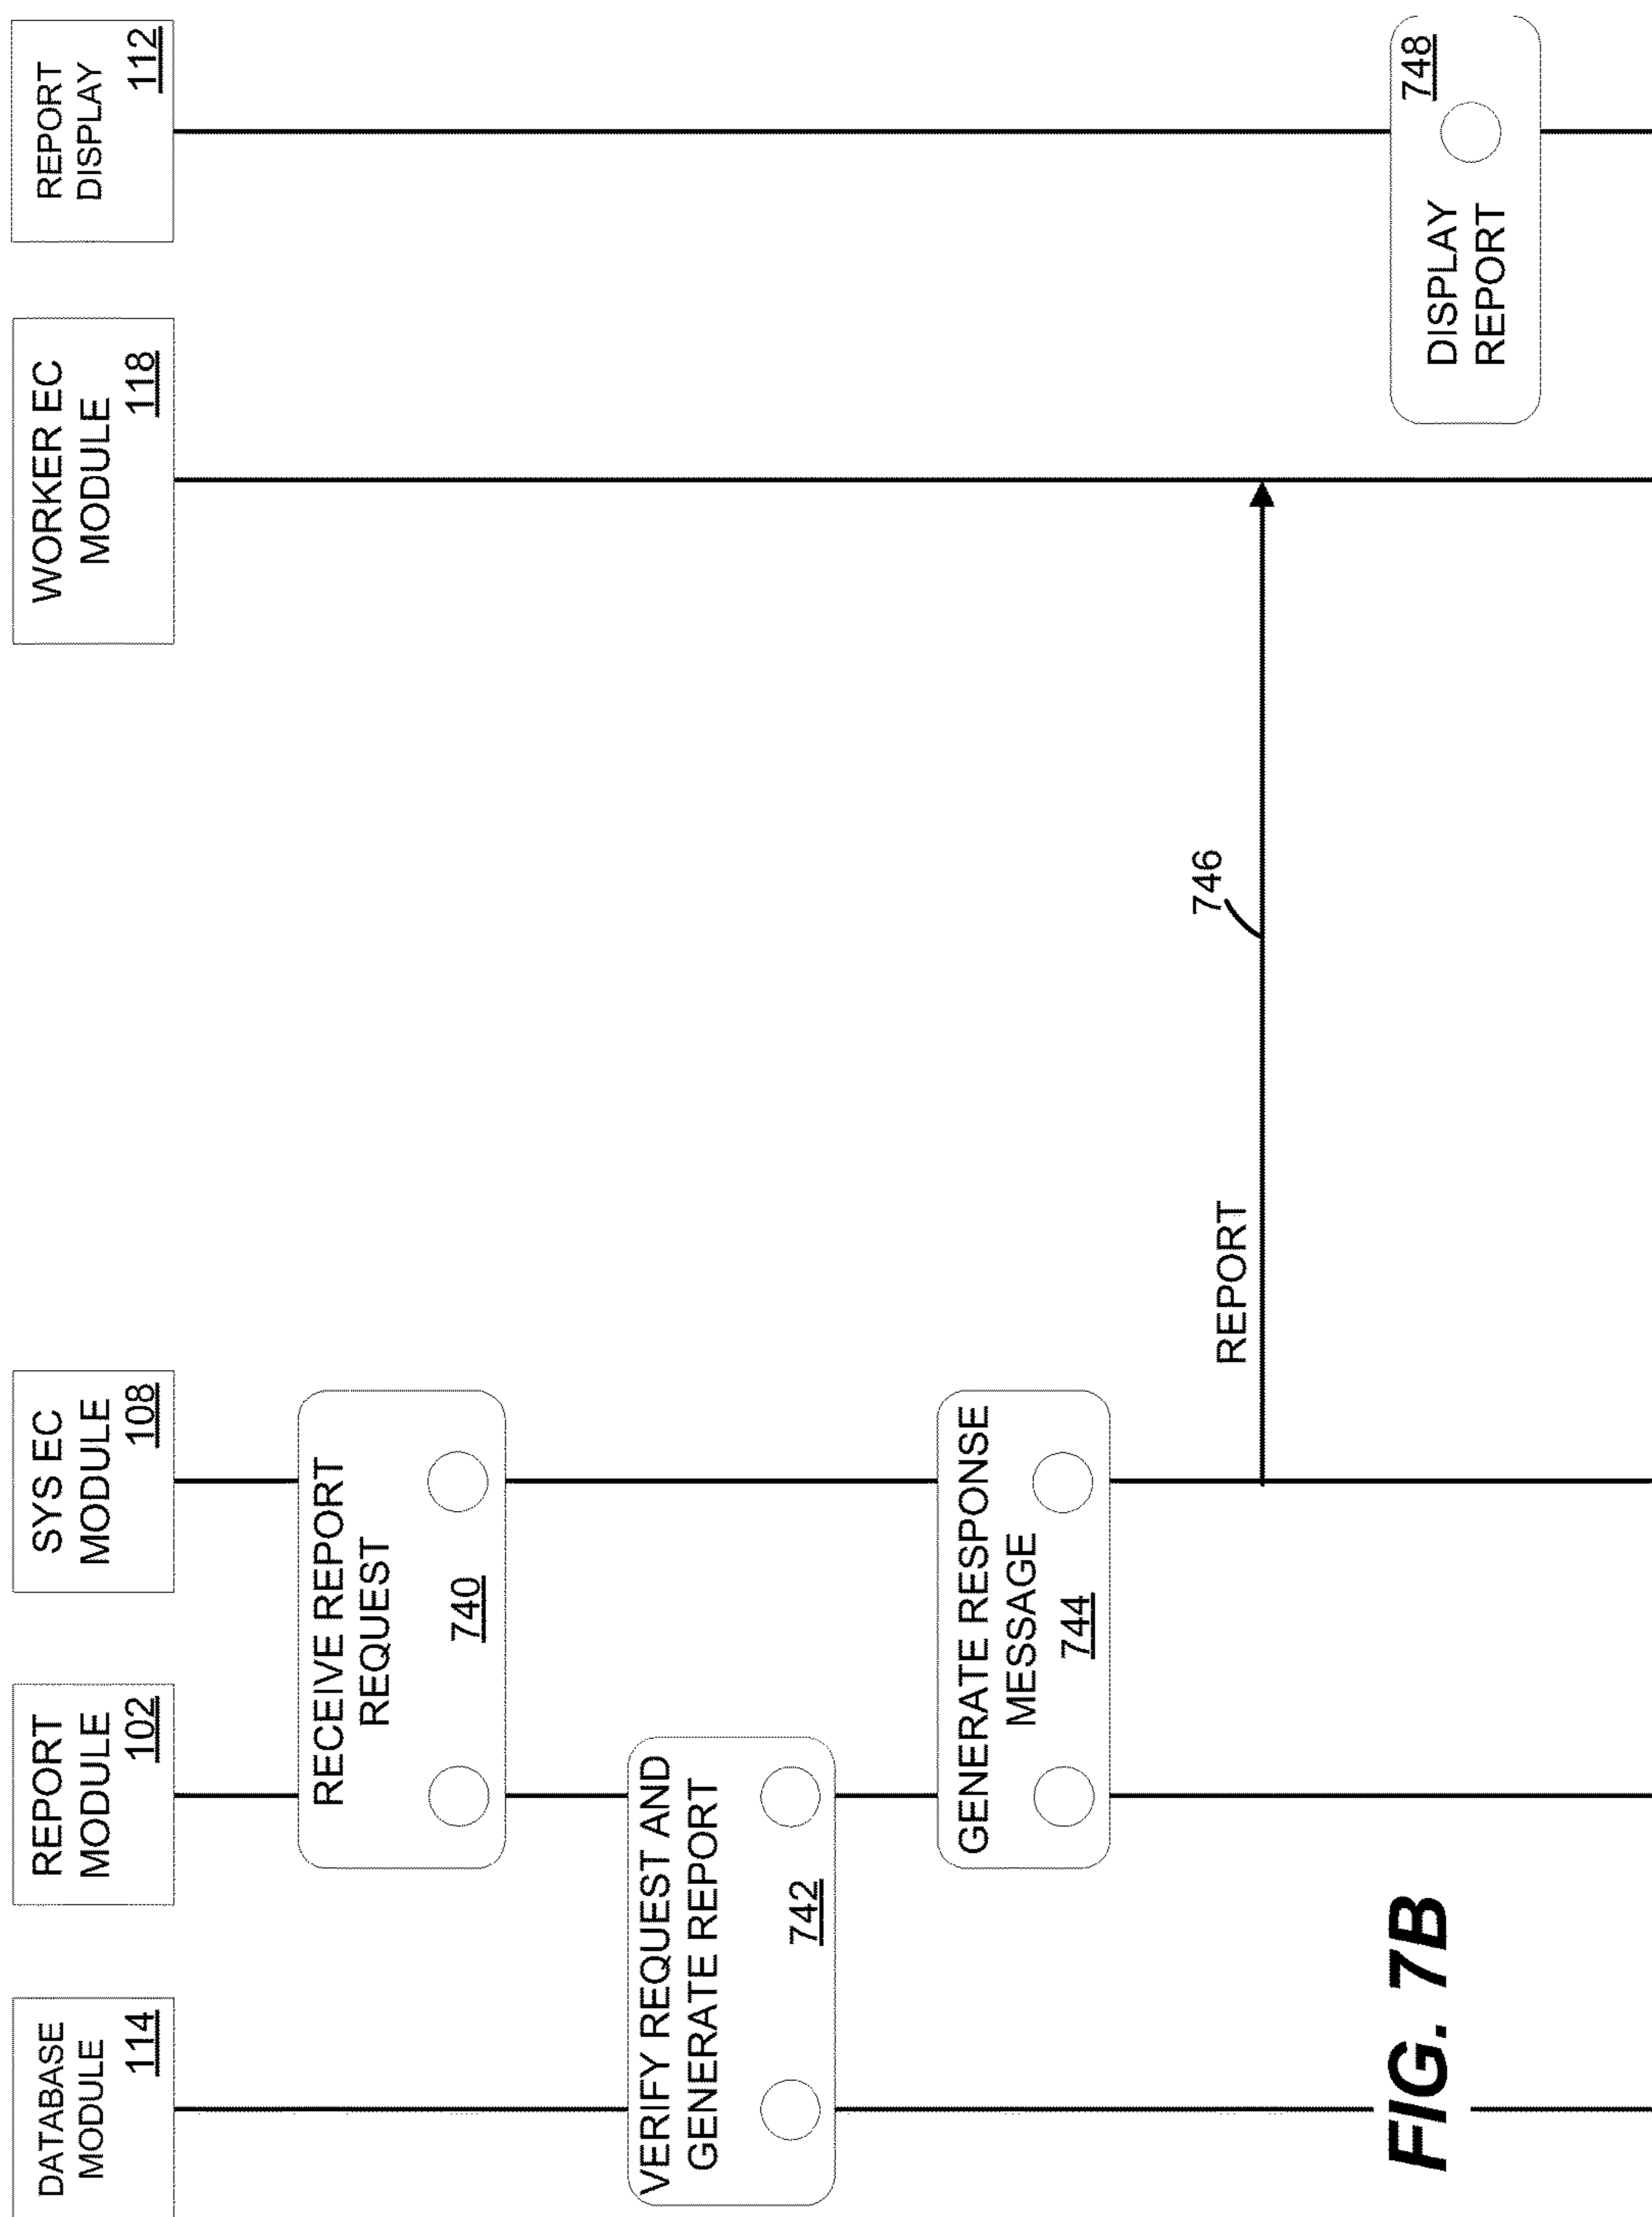 DATABASE
MODULE
114
REPORT
MODULE
102
SYS EC
MODULE
108
WORKER EC
MODULE
118
REPORT
DISPLAY
112
RECEIVE REPORT
REQUEST
740
VERIFY REQUEST AND
GENERATE REPORT
742
GENERATE RESPONSE
MESSAGE
744
REPORT
746
DISPLAY
REPORT
748
FIG. 7B